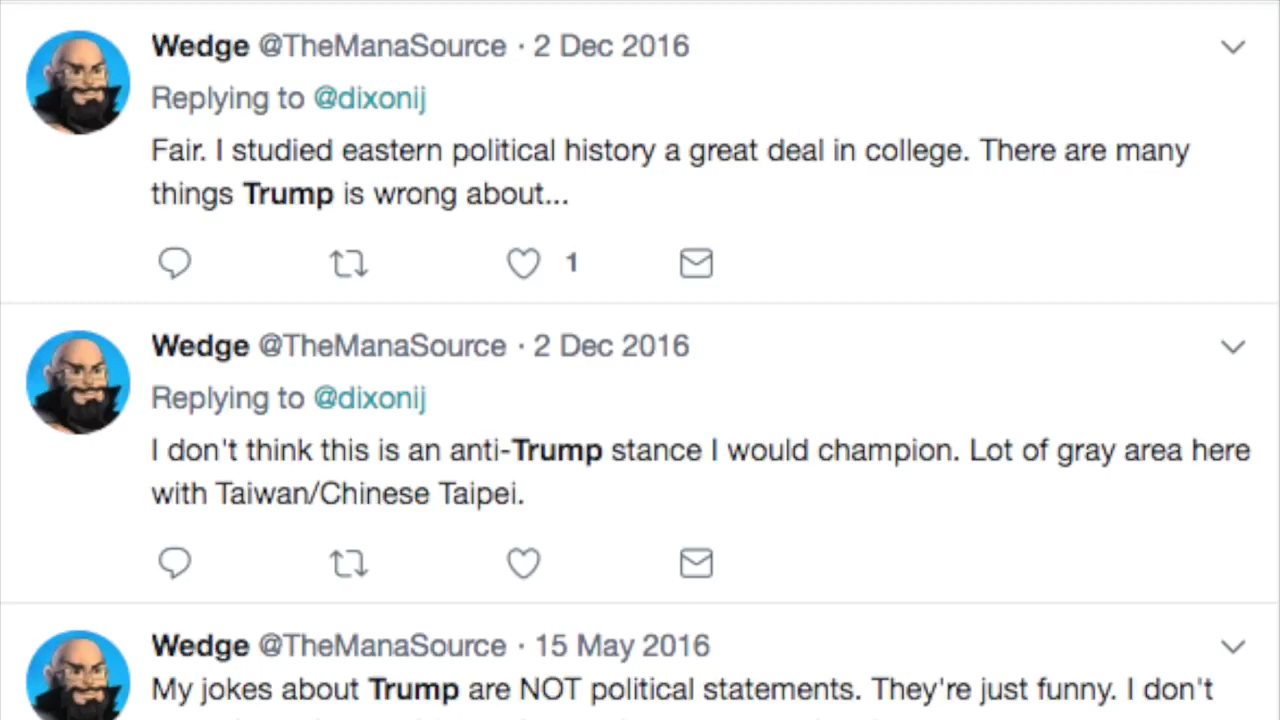 Wedge @TheManaSource · 2 Dec 2016
Replying to @dixonij
Fair. I studied eastern political history a great deal in college. There are many
things Trump is wrong about...
1
Wedge @TheManaSource · 2 Dec 2016
Replying to @dixonij
I don't think this is an anti-Trump stance I would champion. Lot of gray area here
with Taiwan/Chinese Taipei.
Wedge @TheManaSource · 15 May 2016
My jokes about Trump are NOT political statements. They're just funny. I don't